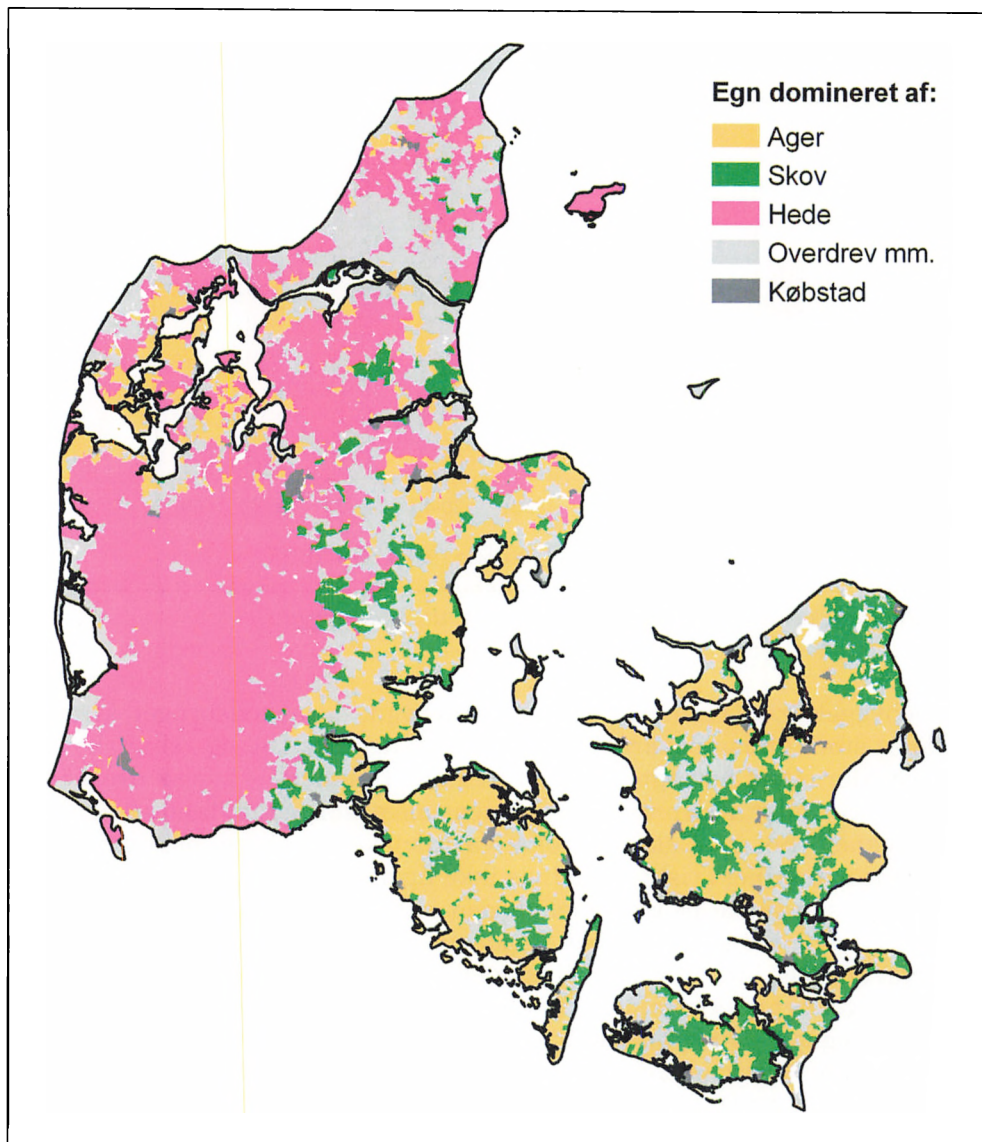 Egn domineret af:
Ager
Skov
Hede
Overdrev mm.
Købstad